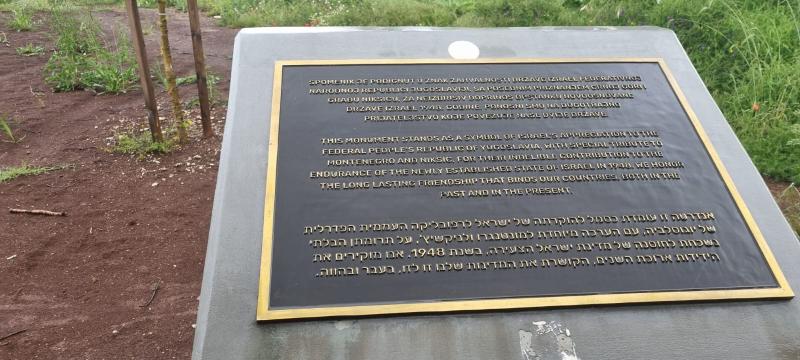 SPOMENIK JE PODIGNUT U ZNAK ZAHVALNOSTI DRŽAVE IZRAEL FEDERATIVNOJ
NARODNOJ REPUBLICI JUGOSLAVIJI, SA POSEBNIM PRIZNANJEM CRNOJ GORI
GRADU NIKŠIĆU, ZA NEIZBRISIV DOPRINOS OPSTANKU NOVOOSNOVANE
DRŽAVE IZRAEL 1948. GODINE. PONOSNI SMO NA DUGOTRAJNO
PRIJATELJSTVO KOJE POVEZUJE NAŠE DVIJE DRŽAVE.
THIS MONUMENT STANDS AS A SYMBOL OF ISRAEL'S APPRECIATION TO THE
FEDERAL PEOPLE'S REPUBLIC OF YUGOSLAVIA, WITH SPECIAL TRIBUTE TO
MONTENEGRO AND NIKSIC, FOR THEIR INDELIBLE CONTRIBUTION TO THE
ENDURANCE OF THE NEWLY ESTABLISHED STATE OF ISRAEL IN 1948. WE HONOR
THE LONG LASTING FRIENDSHIP THAT BINDS OUR COUNTRIES, BOTH IN THE
PAST AND IN THE PRESENT.
אנדרטה זו עומדת כסמל להוקרתה של ישראל לרפובליקה העממית הפדרלית
של יוגוסלביה, עם הערכה מיוחדת למונטנגרו ולניקשיץ', על תרומתן הבלתי
נשכחת לחוסנה של מדינת ישראל הצעירה, בשנת 1948. אנו מוקירים את
הידידות ארוכת השנים, הקושרת את המדינות שלנו זו לזו, בעבר ובהווה.